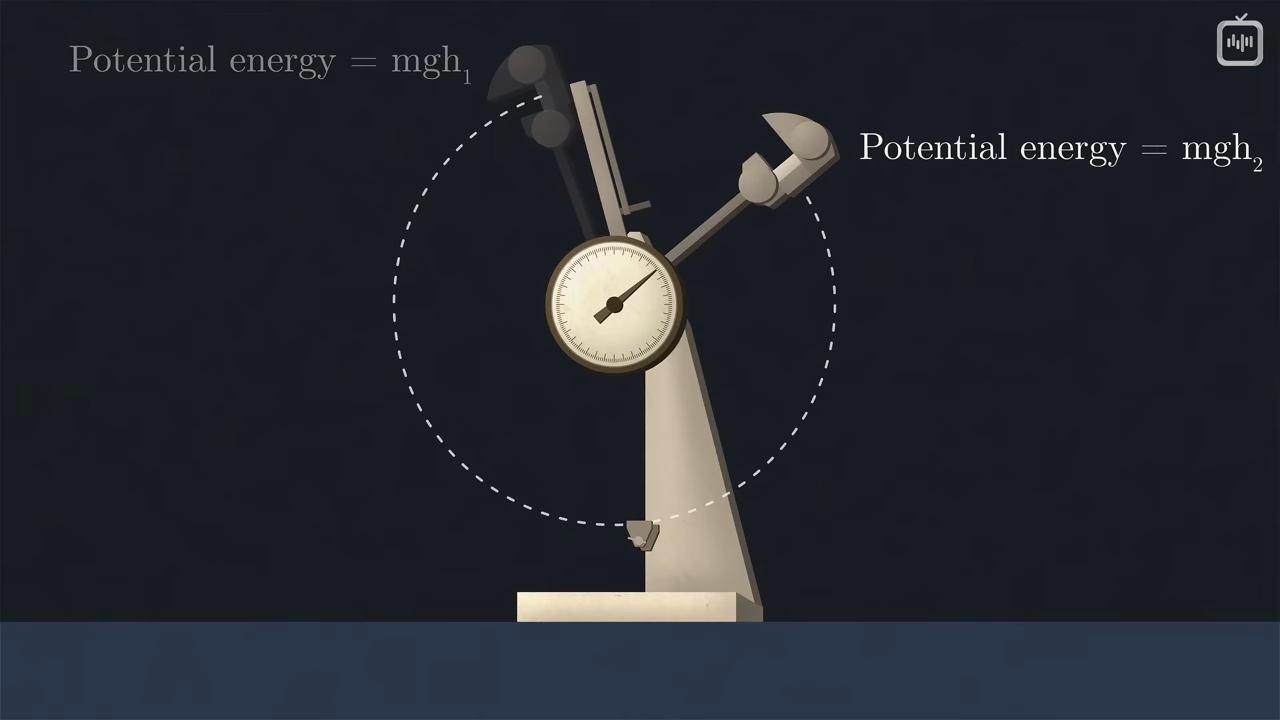 Potential energy = mgh₁
Potential energy = mgh₂